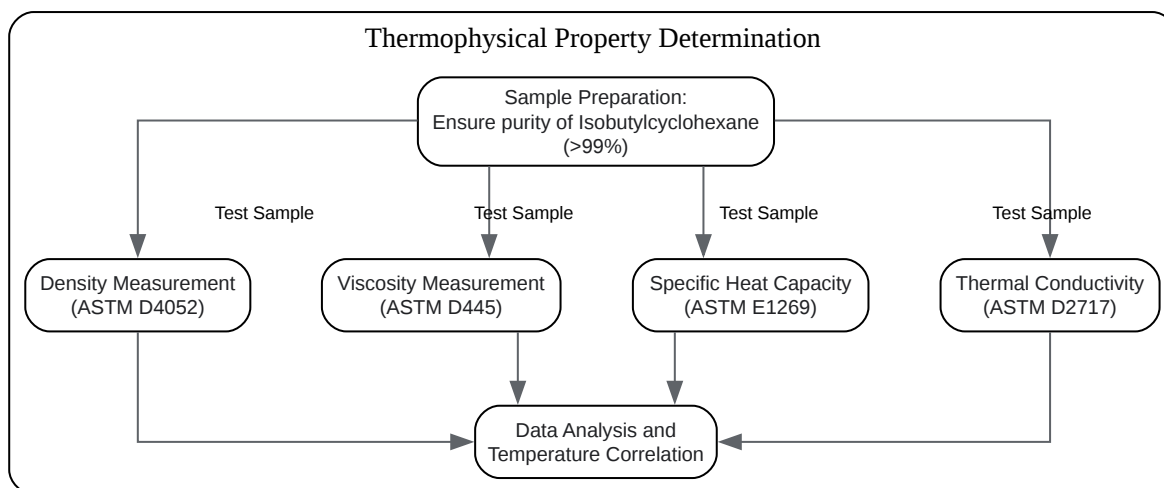 Thermophysical Property Determination
Sample Preparation:
Ensure purity of Isobutylcyclohexane
(>99%)
Test Sample
Test Sample
Test Sample
Test Sample
Density Measurement
(ASTM D4052)
Viscosity Measurement
(ASTM D445)
Specific Heat Capacity
(ASTM E1269)
Thermal Conductivity
(ASTM D2717)
Data Analysis and
Temperature Correlation